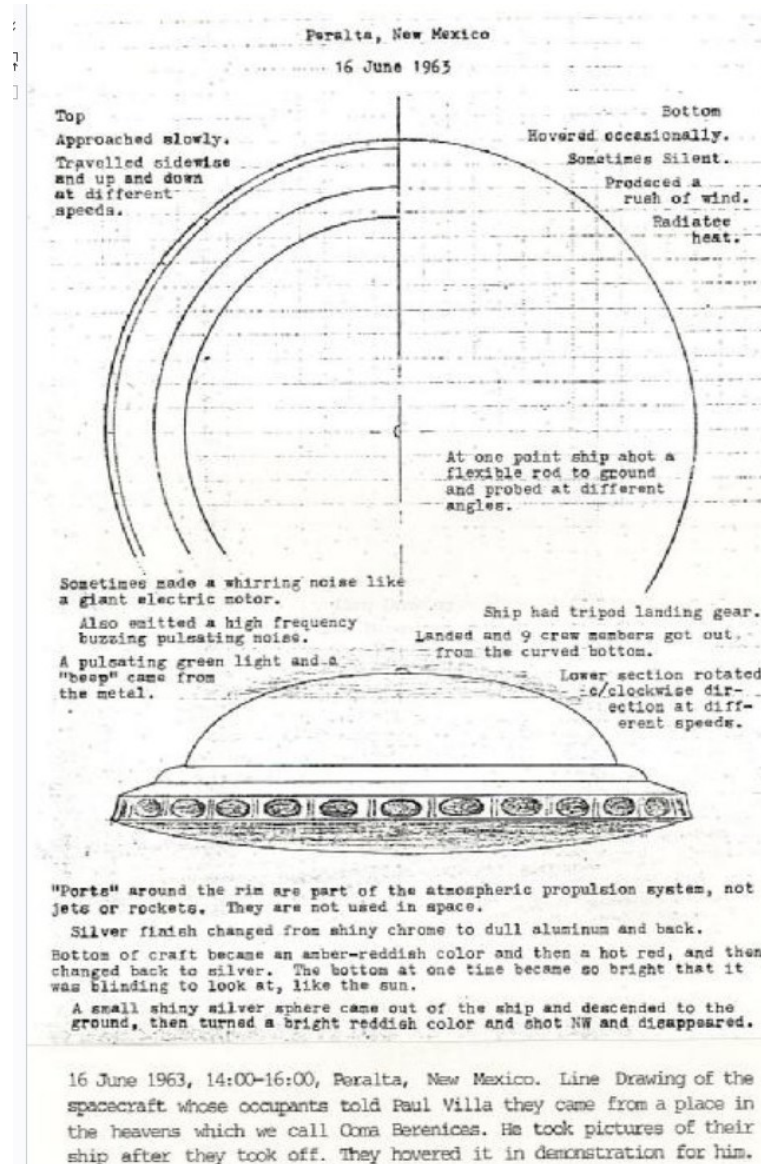 Peralta, New Mexico
16 June 1963
Top
Approached slowly.
Travelled sidewise
and up and down
at different
speeds.
Bottom
Hovered occasionally.
Sometimes Silent.
Produced a
rush of wind.
Radiates
heat.
At one point ship shot a
flexible rod to ground
and probed at different
angles.
Sometimes made a whirring noise like
a giant electric motor.
Also emitted a high frequency
buzzing pulsating noise.
A pulsating green light and a
"beep" came from
the metal.
Ship had tripod landing gear.
Landed and 9 crew members got out
from the curved bottom.
Lower section rotated
c/clockwise dir-
ection at diff-
erent speeds.
"Ports" around the rim are part of the atmospheric propulsion system, not
jets or rockets. They are not used in space.
Silver finish changed from shiny chrome to dull aluminum and back.
Bottom of craft became an amber-reddish color and then a hot red, and then
changed back to silver. The bottom at one time became so bright that it
was blinding to look at, like the sun.
A small shiny silver sphere came out of the ship and descended to the
ground, then turned a bright reddish color and shot NW and disappeared.
16 June 1963, 14:00-16:00, Peralta, New Mexico. Line Drawing of the
spacecraft whose occupants told Paul Villa they came from a place in
the heavens which we call Coma Berenices. He took pictures of their
ship after they took off. They hovered it in demonstration for him.